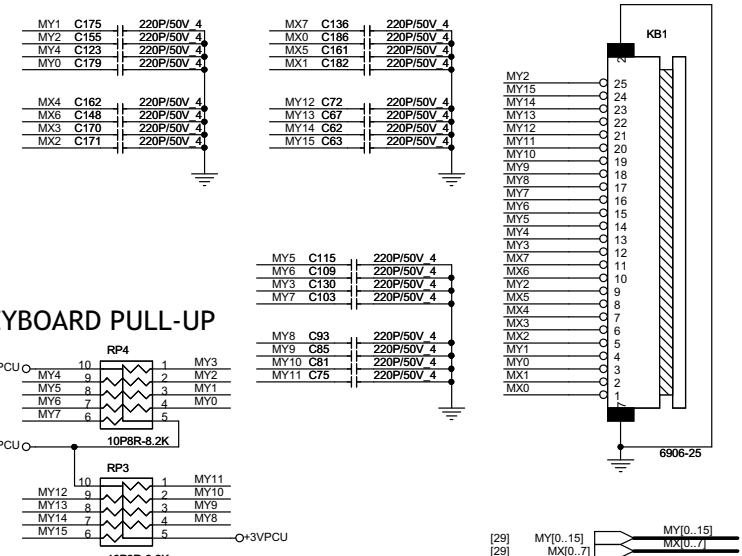 MY1 C175 220P/50V_4
MY2 C155 220P/50V_4
MY4 C123 220P/50V_4
MY0 C179 220P/50V_4
MX4 C162 220P/50V_4
MX6 C148 220P/50V_4
MX3 C170 220P/50V_4
MX2 C171 220P/50V_4
MX7 C136 220P/50V_4
MX0 C186 220P/50V_4
MX5 C161 220P/50V_4
MX1 C182 220P/50V_4
MY12 C72 220P/50V_4
MY13 C67 220P/50V_4
MY14 C62 220P/50V_4
MY15 C63 220P/50V_4
MY5 C115 220P/50V_4
MY6 C109 220P/50V_4
MY3 C130 220P/50V_4
MY7 C103 220P/50V_4
MY8 C93 220P/50V_4
MY9 C85 220P/50V_4
MY10 C81 220P/50V_4
MY11 C75 220P/50V_4
KB1
MY2 25
MY15 24
MY14 23
MY13 22
MY12 21
MY11 20
MY10 19
MY9 18
MY8 17
MY7 16
MY6 15
MY5 14
MY4 13
MY3 12
MX7 11
MX6 10
MY2 9
MX5 8
MX4 7
MX3 6
MX2 5
MY1 4
MY0 3
MX1 2
MX0 1
6906-25
EYBOARD PULL-UP
RP4
PCU 10 1 MY3
MY4 9 2 MY2
MY5 8 3 MY1
MY6 7 4 MY0
MY7 6 5
10P8R-8.2K
PCU
RP3
10 1 MY11
MY12 9 2 MY10
MY13 8 3 MY9
MY14 7 4 MY8
MY15 6 5 +3VPCU
[29] MY[0..15] MY[0..15]
[29] MX[0..7] MX[0..7]